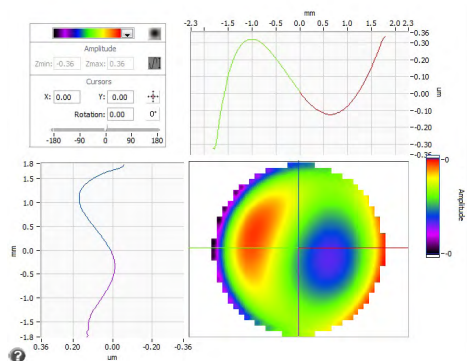 mm
-2.3 -1.5 -1.0 -0.5 0.0 0.5 1.0 1.5 2.0 2.3
Amplitude
Zmin: -0.36 Zmax: 0.36
Cursors
X: 0.00 Y: 0.00
Rotation: 0.00 0°
-180 -90 0 90 180
-0.36
-0.30
-0.20
-0.10
-0.00
-0.10
-0.20
-0.30
-0.36
um
1.8
1.5
1.0
0.5
0.0
-0.5
-1.0
-1.5
-1.8
mm
0.36 0.20 0.00 -0.20 -0.36
um
-0
--0
Amplitude
?